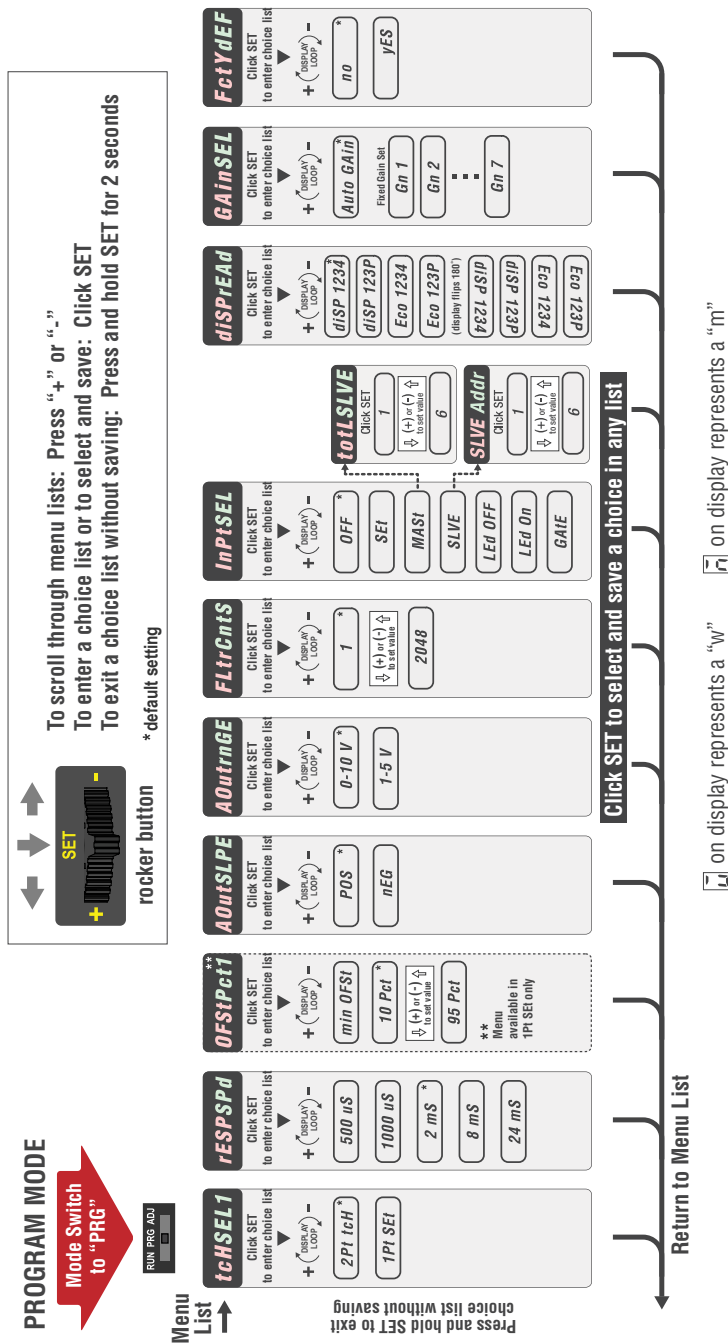 PROGRAM MODE
Mode Switch
to “PRG”
RUN PRG ADJ
SET
+
-
rocker button
To scroll through menu lists: Press “+” or “-”
To enter a choice list or to select and save: Click SET
To exit a choice list without saving: Press and hold SET for 2 seconds
* default setting
Menu
List
Press and hold SET to exit
choice list without saving
tcHSEL1
Click SET
to enter choice list
+ DISPLAY LOOP -
2Pt tcH *
1Pt SEt
rESPSPd
Click SET
to enter choice list
+ DISPLAY LOOP -
500 uS
1000 uS
2 mS *
8 mS
24 mS
OFStPct1 **
Click SET
to enter choice list
+ DISPLAY LOOP -
min OFSt
10 Pct *
(+) or (-)
to set value
95 Pct
**
Menu
available in
1Pt SEt only
AOutSLPE
Click SET
to enter choice list
+ DISPLAY LOOP -
POS *
nEG
AOutrnGE
Click SET
to enter choice list
+ DISPLAY LOOP -
0-10 V *
1-5 V
FLtrCntS
Click SET
to enter choice list
+ DISPLAY LOOP -
1 *
(+) or (-)
to set value
2048
InPtSEL
Click SET
to enter choice list
+ DISPLAY LOOP -
OFF *
SEt
MASt
SLVE
LEd OFF
LEd On
GAtE
totLSLVE
Click SET
1
(+) or (-)
to set value
6
SLVE Addr
Click SET
1
(+) or (-)
to set value
6
diSPrEAd
Click SET
to enter choice list
+ DISPLAY LOOP -
diSP 1234 *
diSP 123P
Eco 1234
Eco 123P
(display flips 180˚)
diSP 1234
diSP 123P
Eco 1234
Eco 123P
GAinSEL
Click SET
to enter choice list
+ DISPLAY LOOP -
Auto GAin *
Fixed Gain Set
Gn 1
Gn 2
Gn 7
FctYdEF
Click SET
to enter choice list
+ DISPLAY LOOP -
no *
yES
Click SET to select and save a choice in any list
Return to Menu List
on display represents a “w”
on display represents a “m”